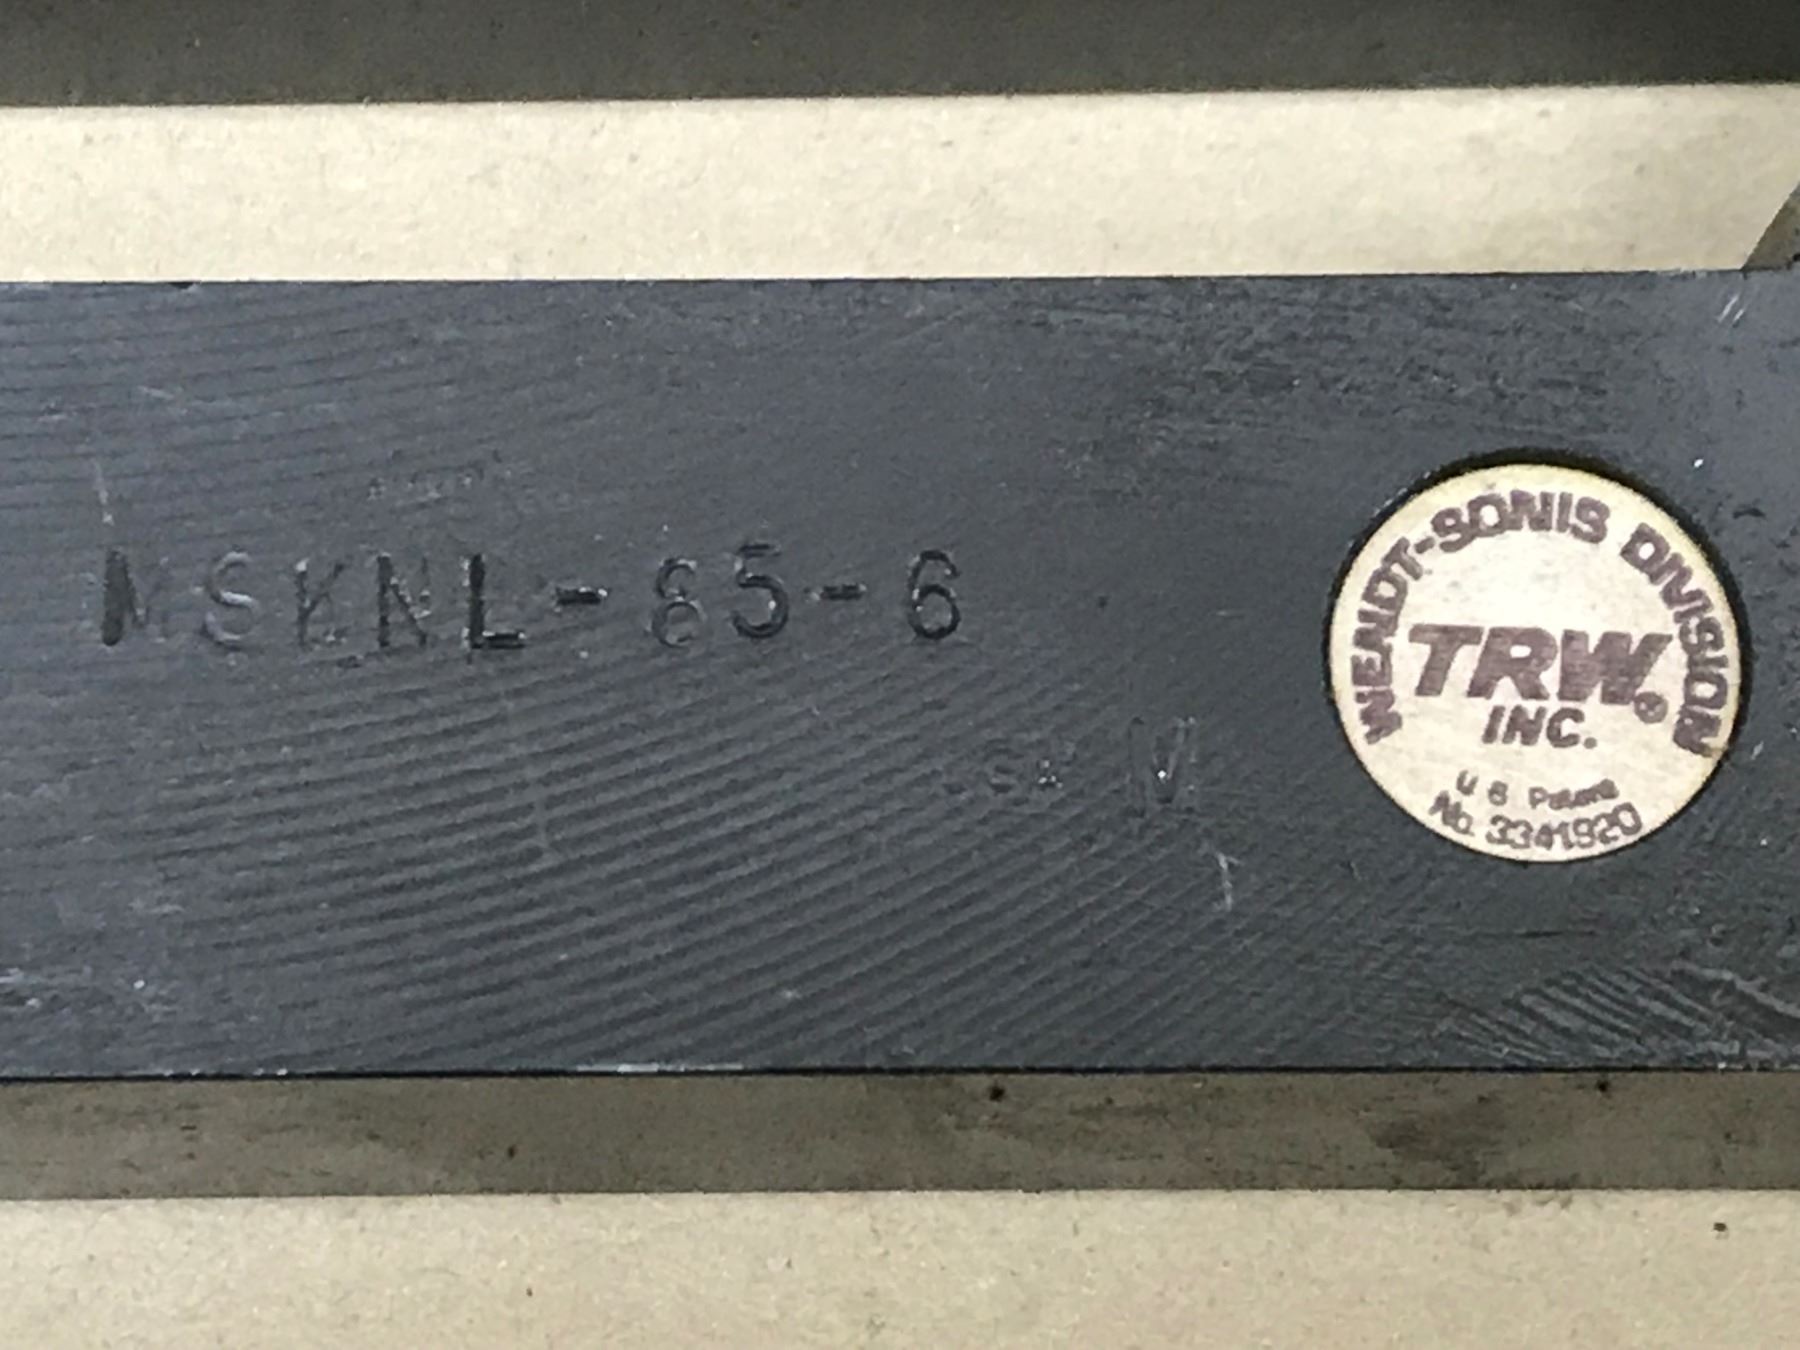 MSKNL-85-6
WENDT-SONIS DIVISION
TRW®
INC.
U S Patent
No. 3341920
M